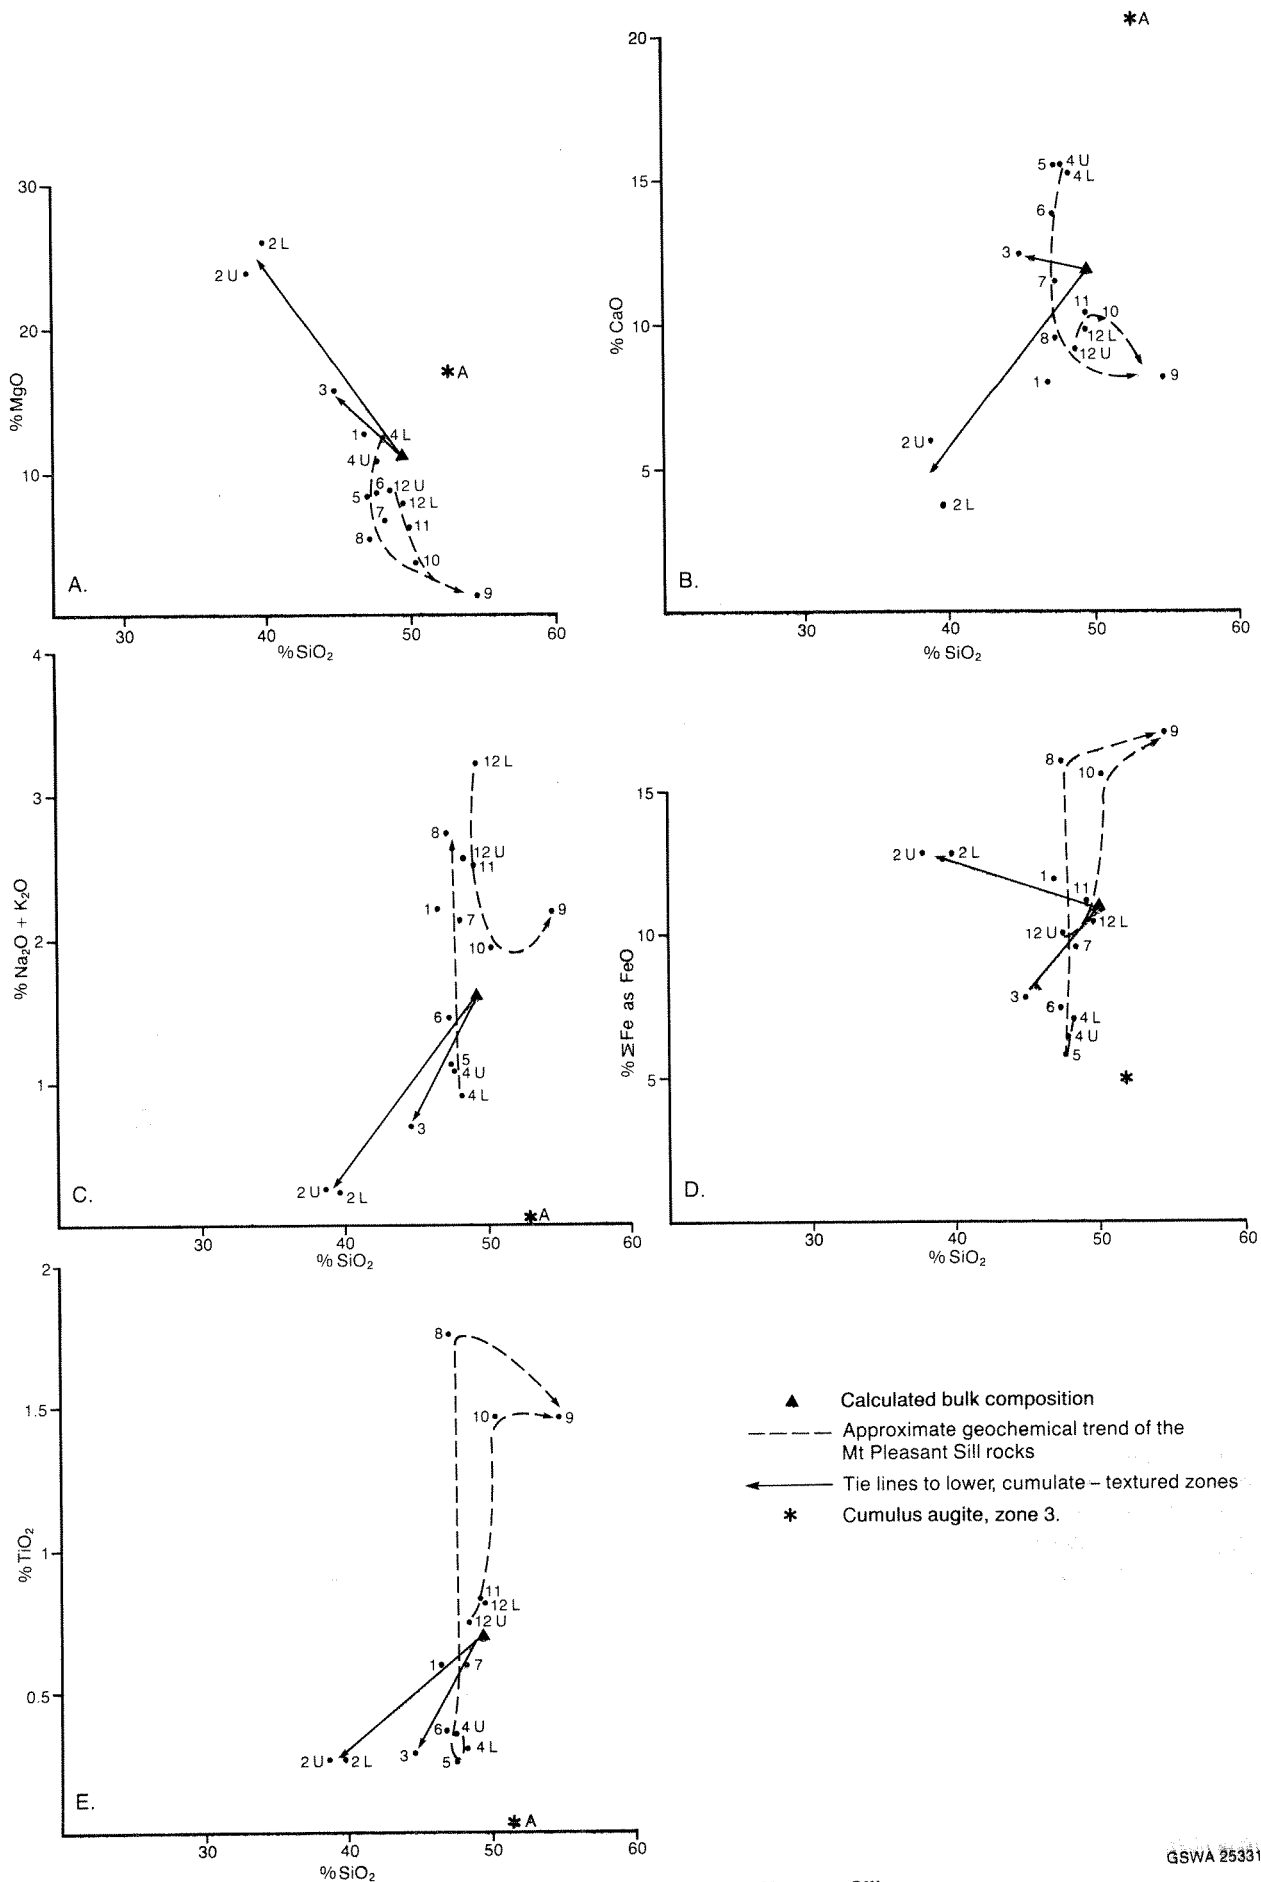 30
20
10
% MgO
2 L
2 U
3
1
4 L
4 U
5
6
12 U
12 L
7
8
11
10
9
A
A.
30
40
50
60
% SiO₂
20
15
10
5
% CaO
A
5
4 U
4 L
6
3
7
11
10
8
12 L
12 U
1
9
2 U
2 L
B.
30
40
50
60
% SiO₂
4
3
2
1
% Na₂O + K₂O
12 L
8
12 U
11
1
7
9
10
6
5
4 U
4 L
3
2 U
2 L
A
C.
30
40
50
60
% SiO₂
15
10
5
% ΣFe as FeO
9
8
10
2 U
2 L
1
11
12 U
12 L
7
3
6
4 L
4 U
5
D.
30
40
50
60
% SiO₂
2
1.5
1
0.5
% TiO₂
8
10
9
11
12 L
12 U
1
7
6
4 U
4 L
3
5
2 U
2 L
A
E.
30
40
50
60
% SiO₂
Calculated bulk composition
Approximate geochemical trend of the
Mt Pleasant Sill rocks
Tie lines to lower, cumulate – textured zones
Cumulus augite, zone 3.
GSWA 25331